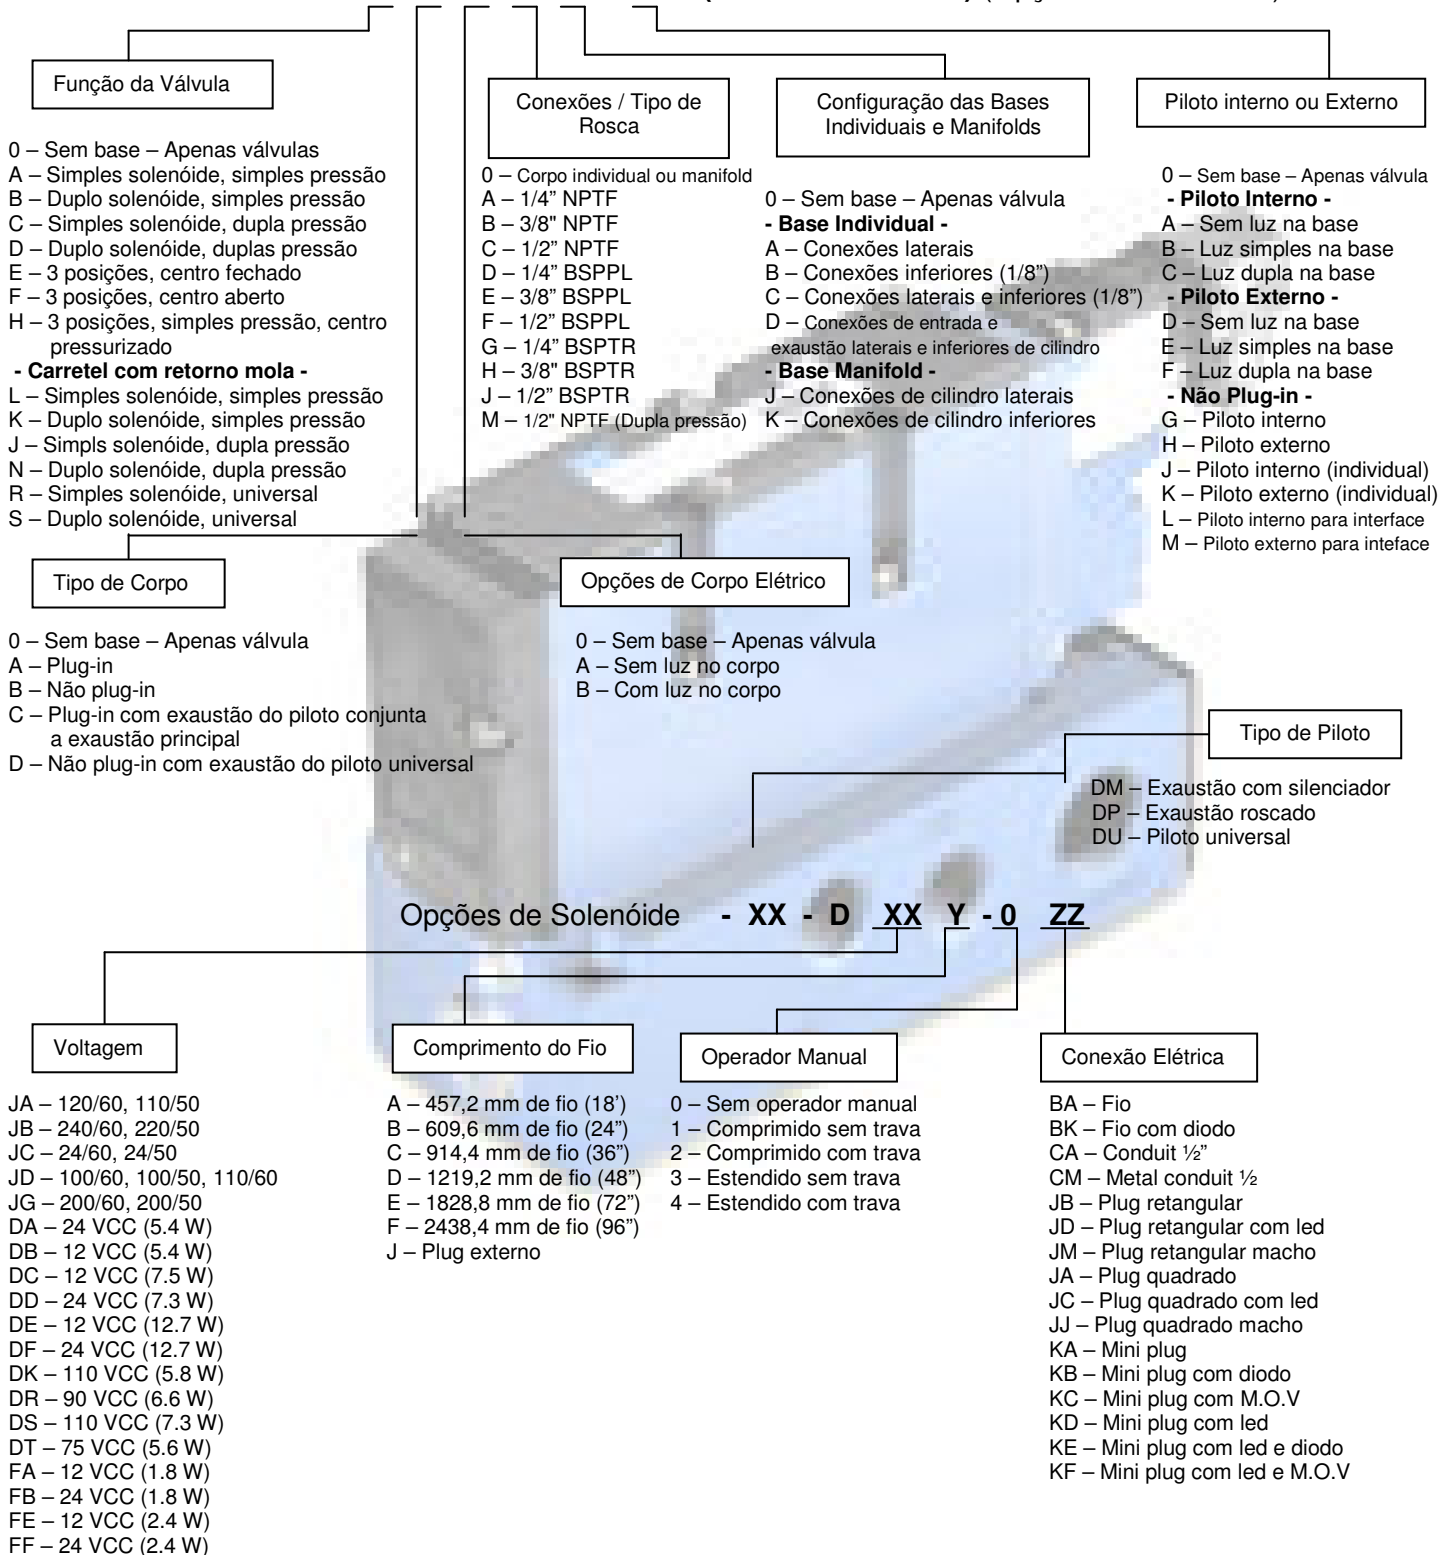 Função da Válvula
0 – Sem base – Apenas válvulas
A – Simples solenóide, simples pressão
B – Duplo solenóide, simples pressão
C – Simples solenóide, dupla pressão
D – Duplo solenóide, duplas pressão
E – 3 posições, centro fechado
F – 3 posições, centro aberto
H – 3 posições, simples pressão, centro
pressurizado
- Carretel com retorno mola -
L – Simples solenóide, simples pressão
K – Duplo solenóide, simples pressão
J – Simpls solenóide, dupla pressão
N – Duplo solenóide, dupla pressão
R – Simples solenóide, universal
S – Duplo solenóide, universal
Conexões / Tipo de
Rosca
0 – Corpo individual ou manifold
A – 1/4” NPTF
B – 3/8" NPTF
C – 1/2” NPTF
D – 1/4” BSPPL
E – 3/8” BSPPL
F – 1/2” BSPPL
G – 1/4” BSPTR
H – 3/8" BSPTR
J – 1/2” BSPTR
M – 1/2" NPTF (Dupla pressão)
Configuração das Bases
Individuais e Manifolds
0 – Sem base – Apenas válvula
- Base Individual -
A – Conexões laterais
B – Conexões inferiores (1/8”)
C – Conexões laterais e inferiores (1/8”)
D – Conexões de entrada e
exaustão laterais e inferiores de cilindro
- Base Manifold -
J – Conexões de cilindro laterais
K – Conexões de cilindro inferiores
Piloto interno ou Externo
0 – Sem base – Apenas válvula
- Piloto Interno -
A – Sem luz na base
B – Luz simples na base
C – Luz dupla na base
- Piloto Externo -
D – Sem luz na base
E – Luz simples na base
F – Luz dupla na base
- Não Plug-in -
G – Piloto interno
H – Piloto externo
J – Piloto interno (individual)
K – Piloto externo (individual)
L – Piloto interno para interface
M – Piloto externo para inteface
Tipo de Corpo
0 – Sem base – Apenas válvula
A – Plug-in
B – Não plug-in
C – Plug-in com exaustão do piloto conjunta
a exaustão principal
D – Não plug-in com exaustão do piloto universal
Opções de Corpo Elétrico
0 – Sem base – Apenas válvula
A – Sem luz no corpo
B – Com luz no corpo
Tipo de Piloto
DM – Exaustão com silenciador
DP – Exaustão roscado
DU – Piloto universal
Opções de Solenóide - XX - D XX Y - 0 ZZ
Voltagem
JA – 120/60, 110/50
JB – 240/60, 220/50
JC – 24/60, 24/50
JD – 100/60, 100/50, 110/60
JG – 200/60, 200/50
DA – 24 VCC (5.4 W)
DB – 12 VCC (5.4 W)
DC – 12 VCC (7.5 W)
DD – 24 VCC (7.3 W)
DE – 12 VCC (12.7 W)
DF – 24 VCC (12.7 W)
DK – 110 VCC (5.8 W)
DR – 90 VCC (6.6 W)
DS – 110 VCC (7.3 W)
DT – 75 VCC (5.6 W)
FA – 12 VCC (1.8 W)
FB – 24 VCC (1.8 W)
FE – 12 VCC (2.4 W)
FF – 24 VCC (2.4 W)
Comprimento do Fio
A – 457,2 mm de fio (18’)
B – 609,6 mm de fio (24”)
C – 914,4 mm de fio (36”)
D – 1219,2 mm de fio (48”)
E – 1828,8 mm de fio (72”)
F – 2438,4 mm de fio (96”)
J – Plug externo
Operador Manual
0 – Sem operador manual
1 – Comprimido sem trava
2 – Comprimido com trava
3 – Estendido sem trava
4 – Estendido com trava
Conexão Elétrica
BA – Fio
BK – Fio com diodo
CA – Conduit ½”
CM – Metal conduit ½
JB – Plug retangular
JD – Plug retangular com led
JM – Plug retangular macho
JA – Plug quadrado
JC – Plug quadrado com led
JJ – Plug quadrado macho
KA – Mini plug
KB – Mini plug com diodo
KC – Mini plug com M.O.V
KD – Mini plug com led
KE – Mini plug com led e diodo
KF – Mini plug com led e M.O.V